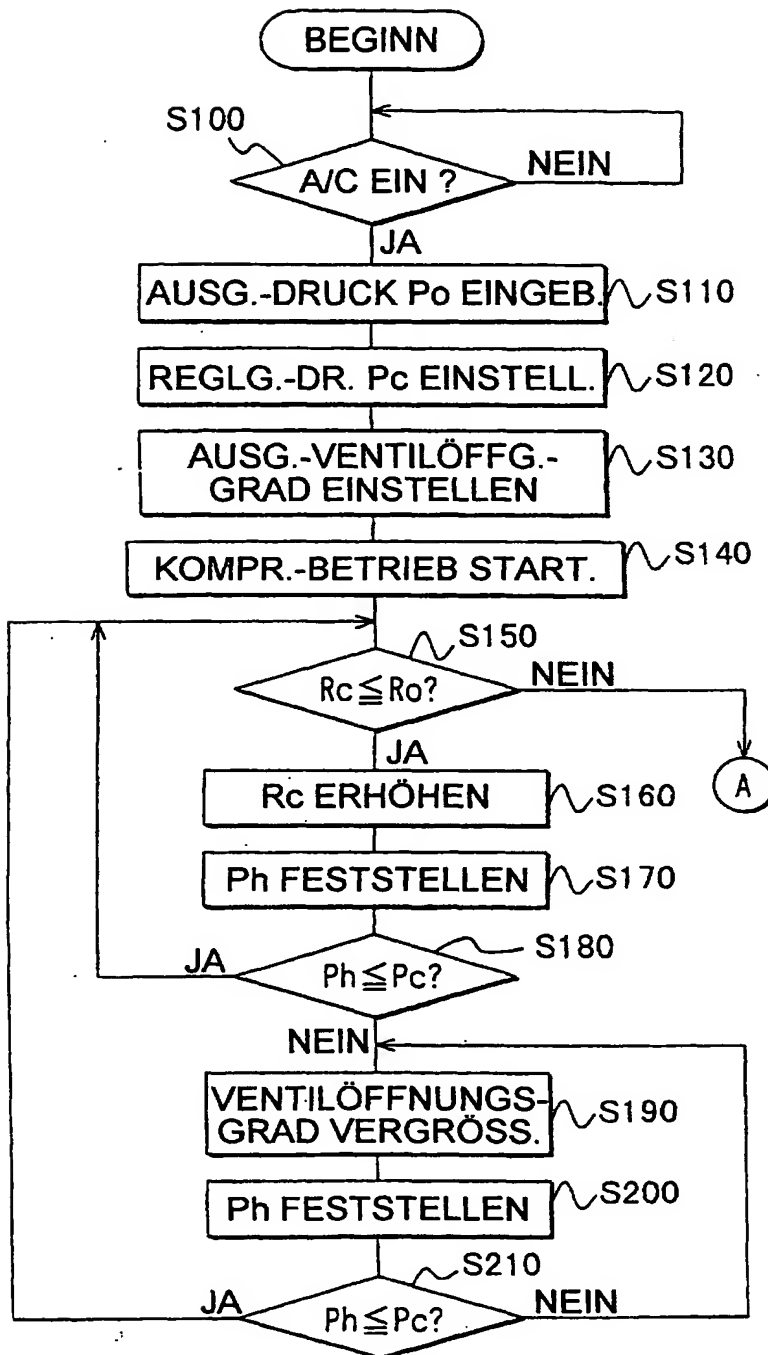 BEGINN
S100
A/C EIN ?
NEIN
JA
AUSG.-DRUCK Po EINGEB.
S110
REGLG.-DR. Pc EINSTELL.
S120
AUSG.-VENTILÖFFG.-
GRAD EINSTELLEN
S130
KOMPR.-BETRIEB START.
S140
S150
Rc≦Ro?
NEIN
JA
A
Rc ERHÖHEN
S160
Ph FESTSTELLEN
S170
S180
JA
Ph≦Pc?
NEIN
VENTILÖFFNUNGS-
GRAD VERGRÖSS.
S190
Ph FESTSTELLEN
S200
S210
JA
Ph≦Pc?
NEIN